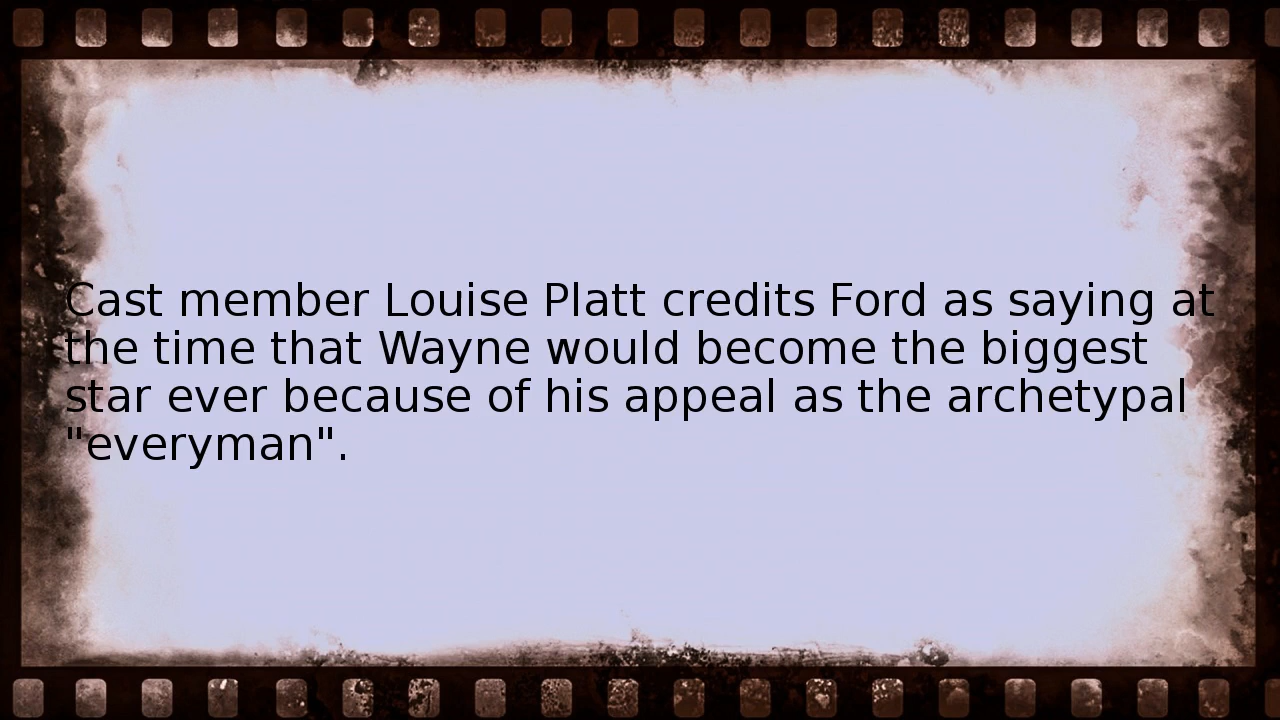 Cast member Louise Platt credits Ford as saying at
the time that Wayne would become the biggest
star ever because of his appeal as the archetypal
"everyman".